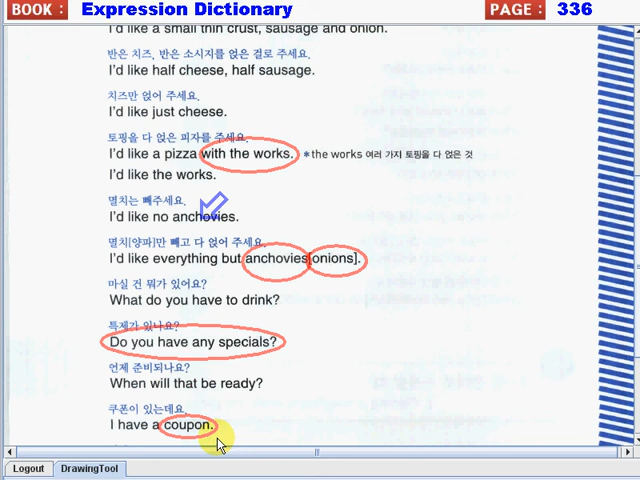 BOOK : Expression Dictionary PAGE : 336
I'd like a small thin crust, sausage and onion.
반은 치즈, 반은 소시지를 얹은 걸로 주세요.
I'd like half cheese, half sausage.
치즈만 얹어 주세요.
I'd like just cheese.
토핑을 다 얹은 피자를 주세요.
I'd like a pizza with the works. *the works 여러 가지 토핑을 다 얹은 것
I'd like the works.
멸치는 빼주세요.
I'd like no anchovies.
멸치[양파]만 빼고 다 얹어 주세요.
I'd like everything but anchovies[onions].
마실 건 뭐가 있어요?
What do you have to drink?
특제가 있나요?
Do you have any specials?
언제 준비되나요?
When will that be ready?
쿠폰이 있는데요.
I have a coupon.
Logout DrawingTool